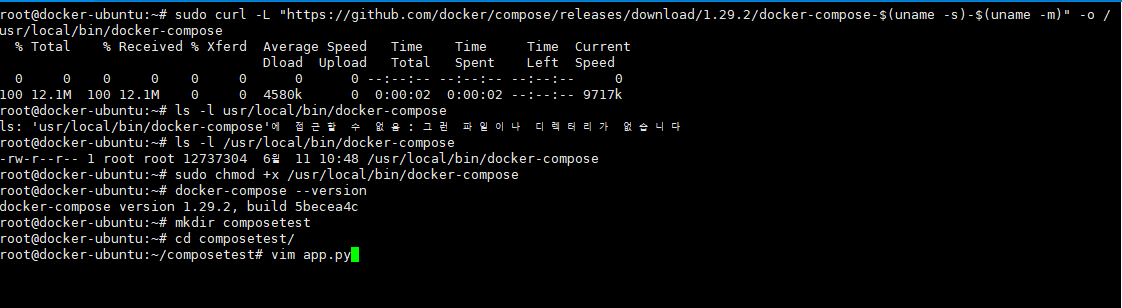 root@docker-ubuntu:~# sudo curl -L "https://github.com/docker/compose/releases/download/1.29.2/docker-compose-$(uname -s)-$(uname -m)" -o /
usr/local/bin/docker-compose
  % Total    % Received % Xferd  Average Speed   Time    Time     Time  Current
                                 Dload  Upload   Total   Spent    Left  Speed
  0     0    0     0    0     0      0      0 --:--:-- --:--:-- --:--:--     0
100 12.1M  100 12.1M    0     0  4580k      0  0:00:02  0:00:02 --:--:-- 9717k
root@docker-ubuntu:~# ls -l usr/local/bin/docker-compose
ls: 'usr/local/bin/docker-compose'에 접근할 수 없음: 그런 파일이나 디렉터리가 없습니다
root@docker-ubuntu:~# ls -l /usr/local/bin/docker-compose
-rw-r--r-- 1 root root 12737304  6월  11 10:48 /usr/local/bin/docker-compose
root@docker-ubuntu:~# sudo chmod +x /usr/local/bin/docker-compose
root@docker-ubuntu:~# docker-compose --version
docker-compose version 1.29.2, build 5becea4c
root@docker-ubuntu:~# mkdir composetest
root@docker-ubuntu:~# cd composetest/
root@docker-ubuntu:~/composetest# vim app.py